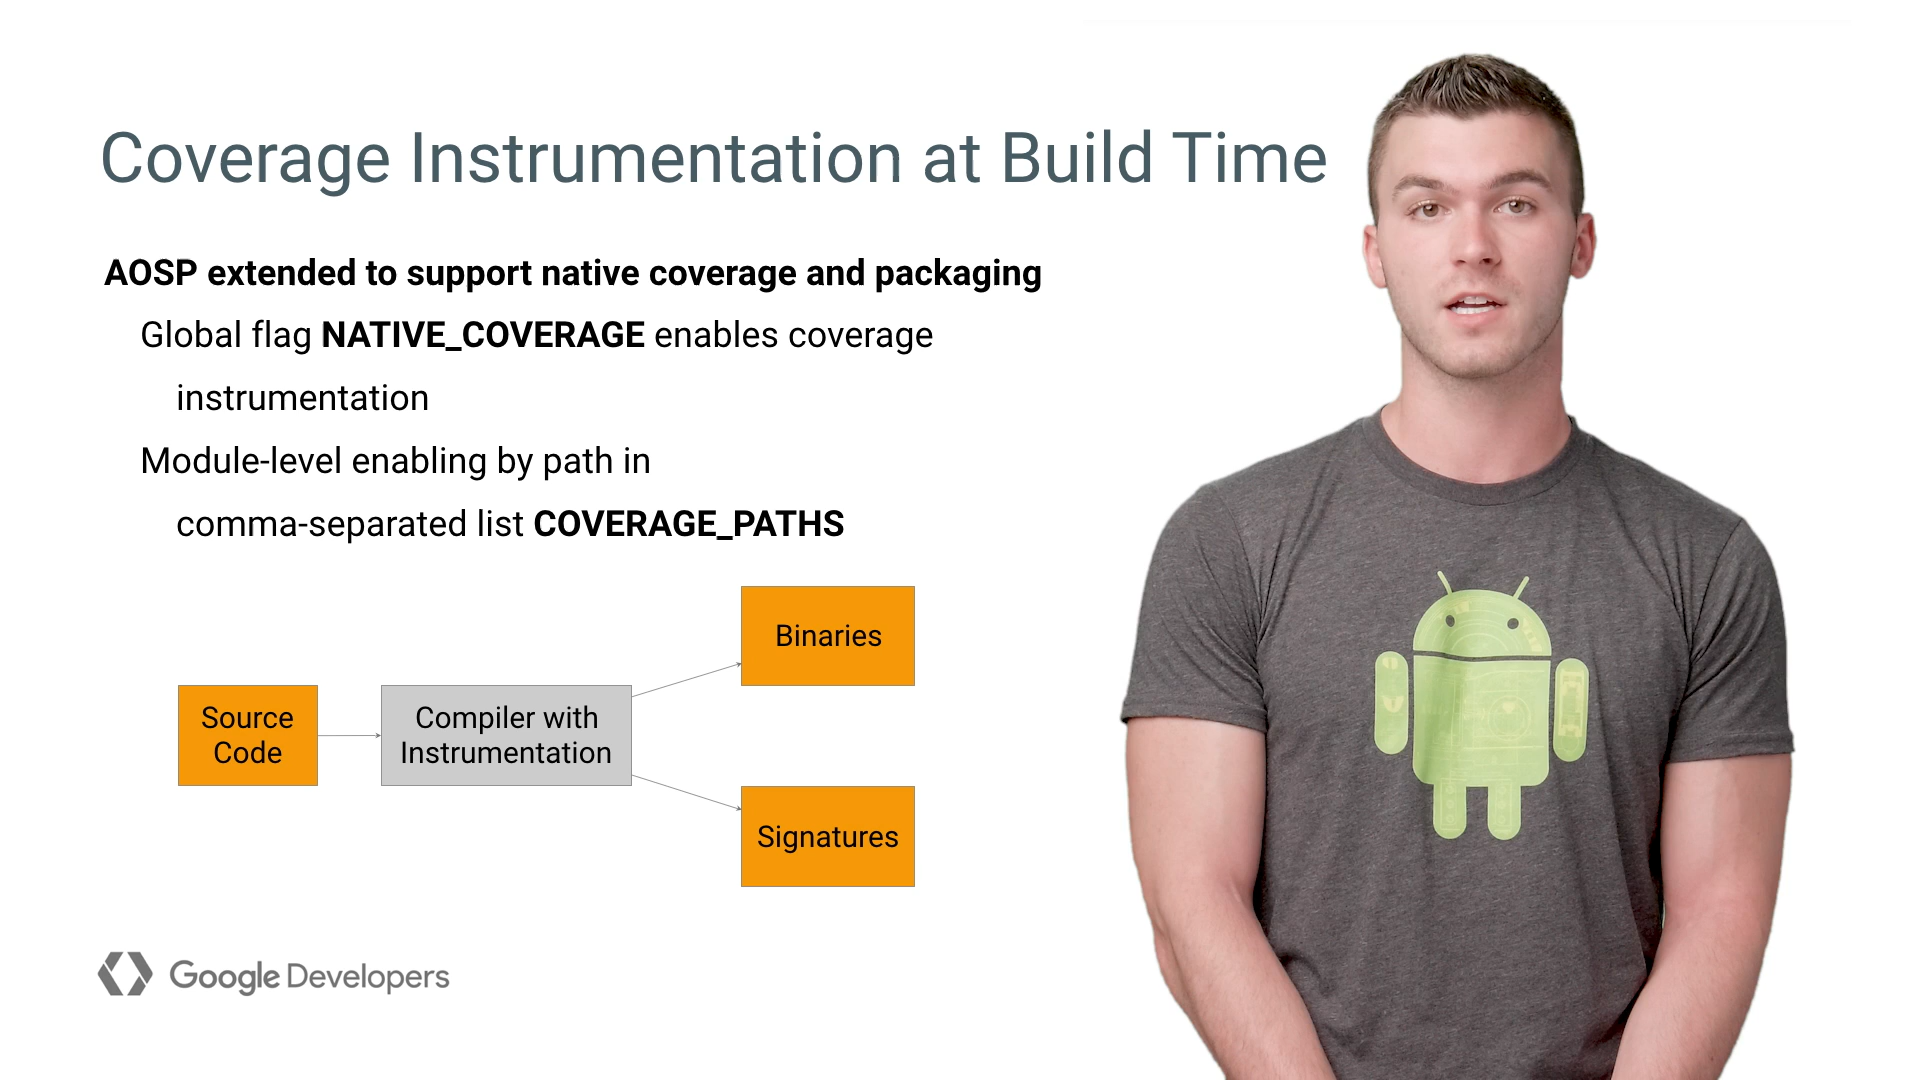 Coverage Instrumentation at Build Time
AOSP extended to support native coverage and packaging
Global flag NATIVE_COVERAGE enables coverage
instrumentation
Module-level enabling by path in
comma-separated list COVERAGE_PATHS
Binaries
Source
Code
Compiler with
Instrumentation
Signatures
Google Developers